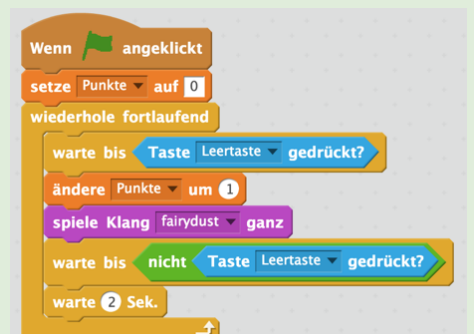 Wenn angeklickt
setze Punkte auf 0
wiederhole fortlaufend
warte bis Taste Leertaste gedrückt?
ändere Punkte um 1
spiele Klang fairydust ganz
warte bis nicht Taste Leertaste gedrückt?
warte 2 Sek.